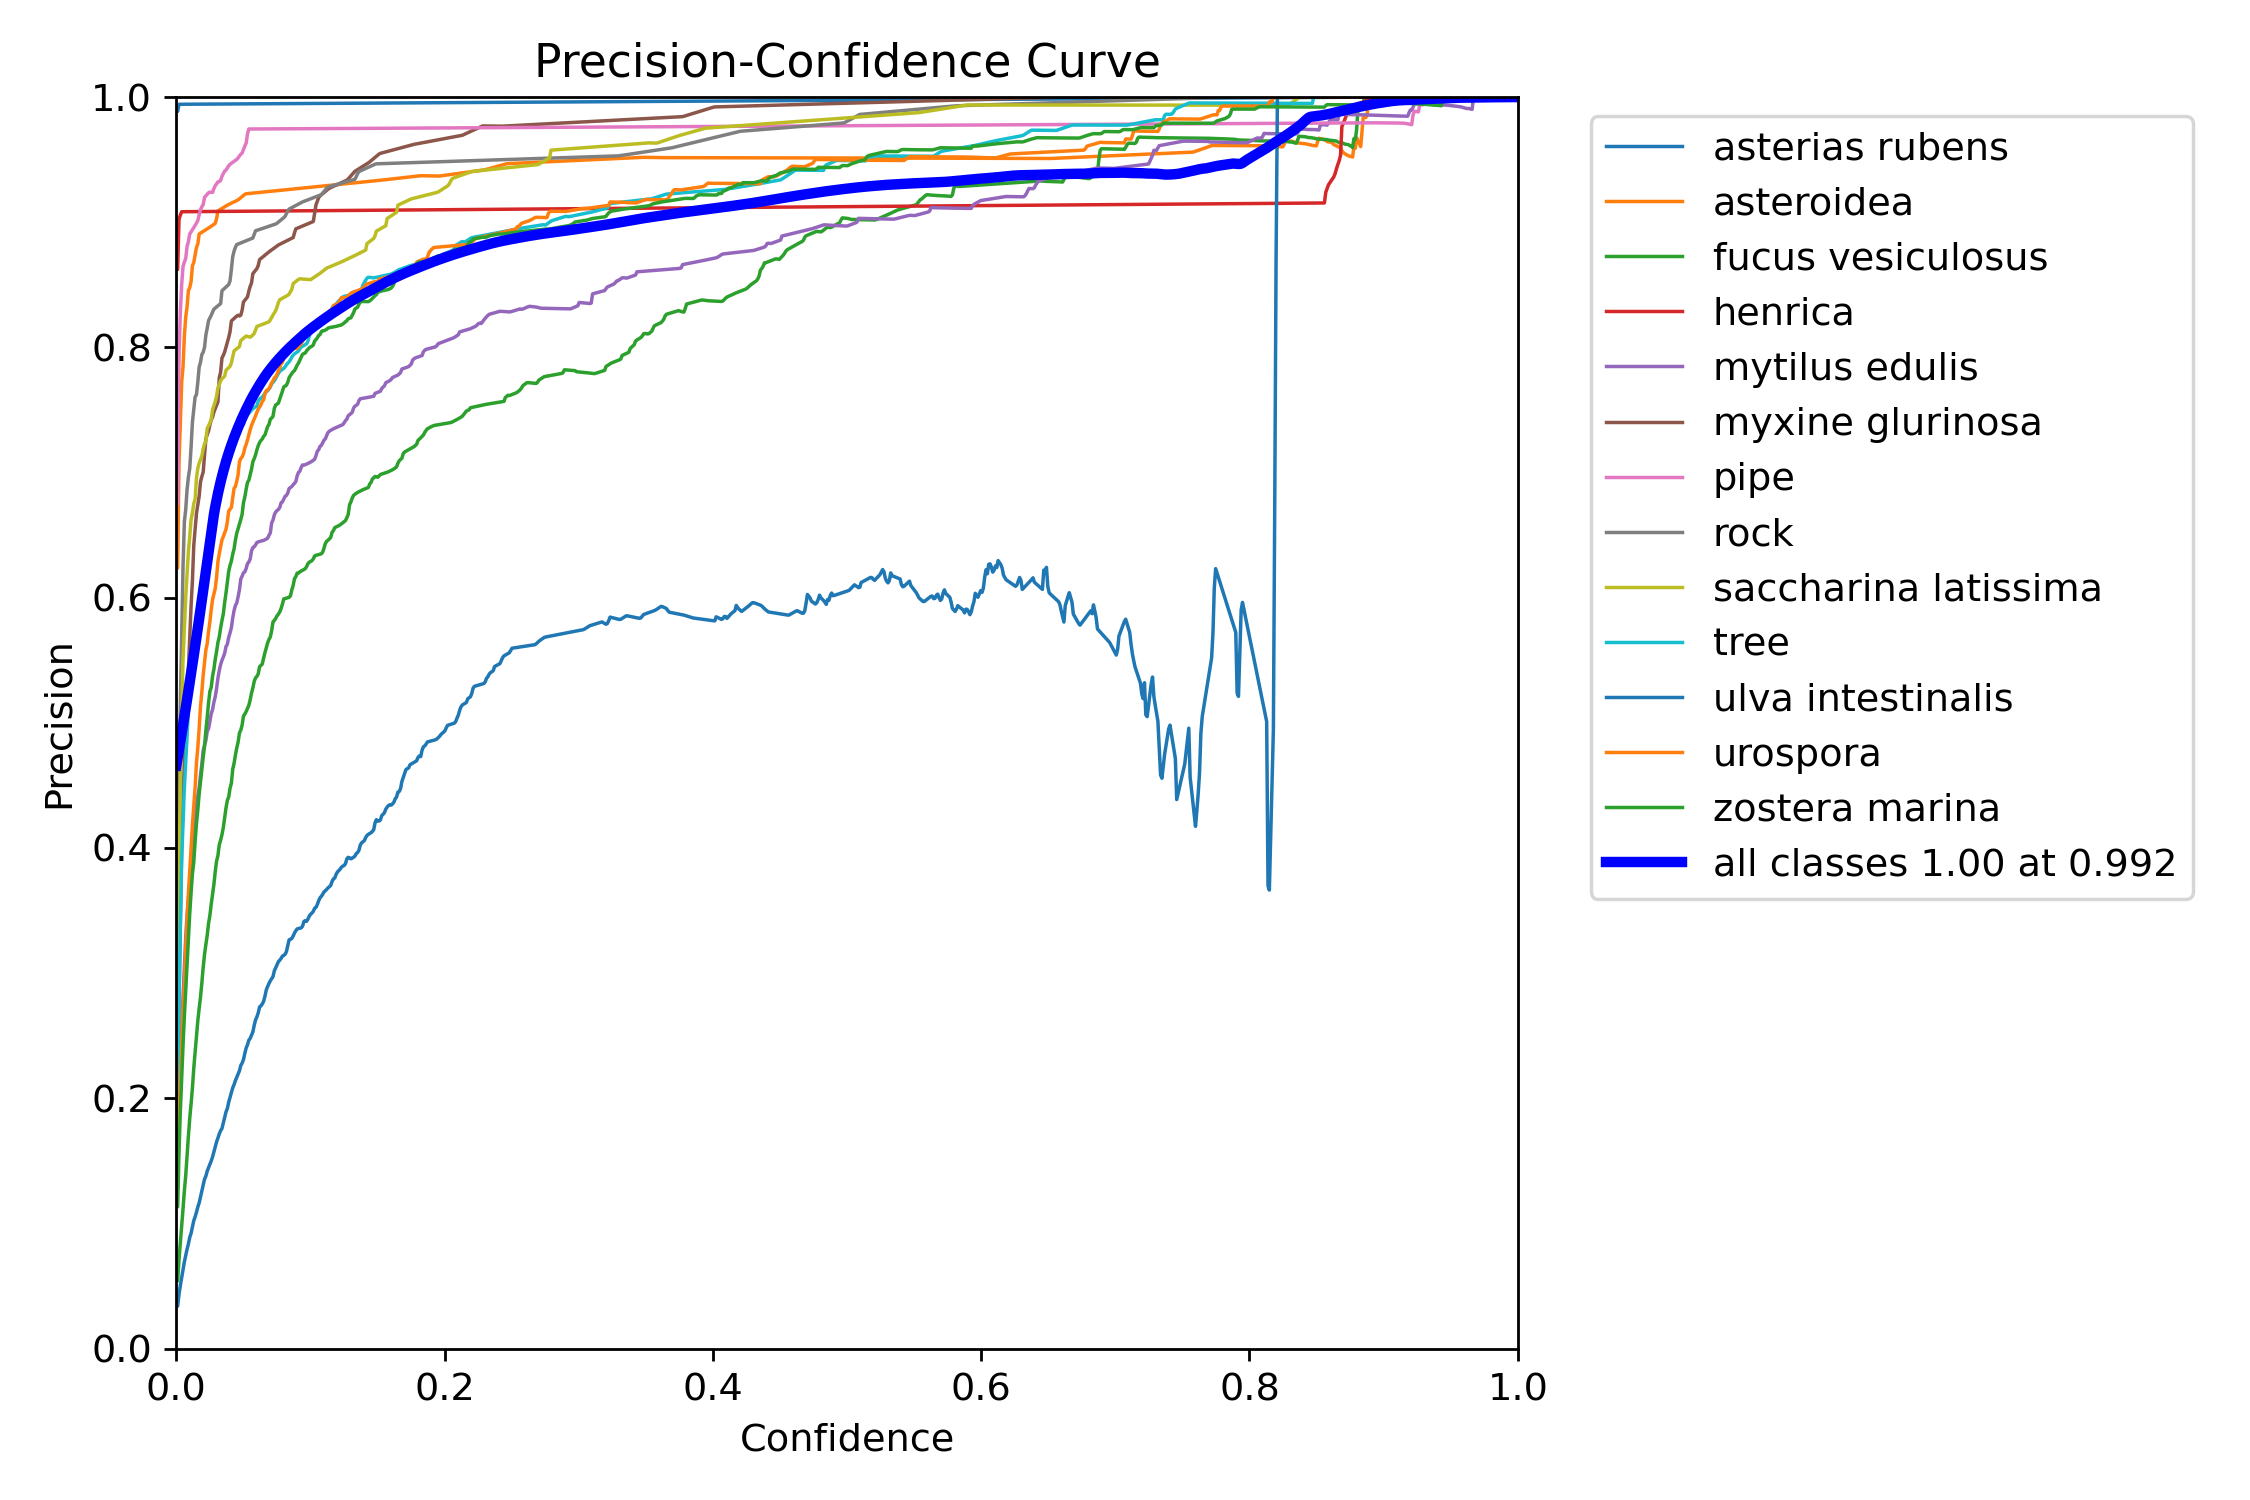 Precision-Confidence Curve
1.0
0.8
0.6
0.4
0.2
0.0
Precision
0.0 0.2 0.4 0.6 0.8 1.0
Confidence
asterias rubens
asteroidea
fucus vesiculosus
henrica
mytilus edulis
myxine glurinosa
pipe
rock
saccharina latissima
tree
ulva intestinalis
urospora
zostera marina
all classes 1.00 at 0.992